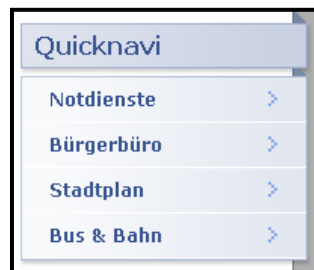 Quicknavi
Notdienste
Bürgerbüro
Stadtplan
Bus & Bahn